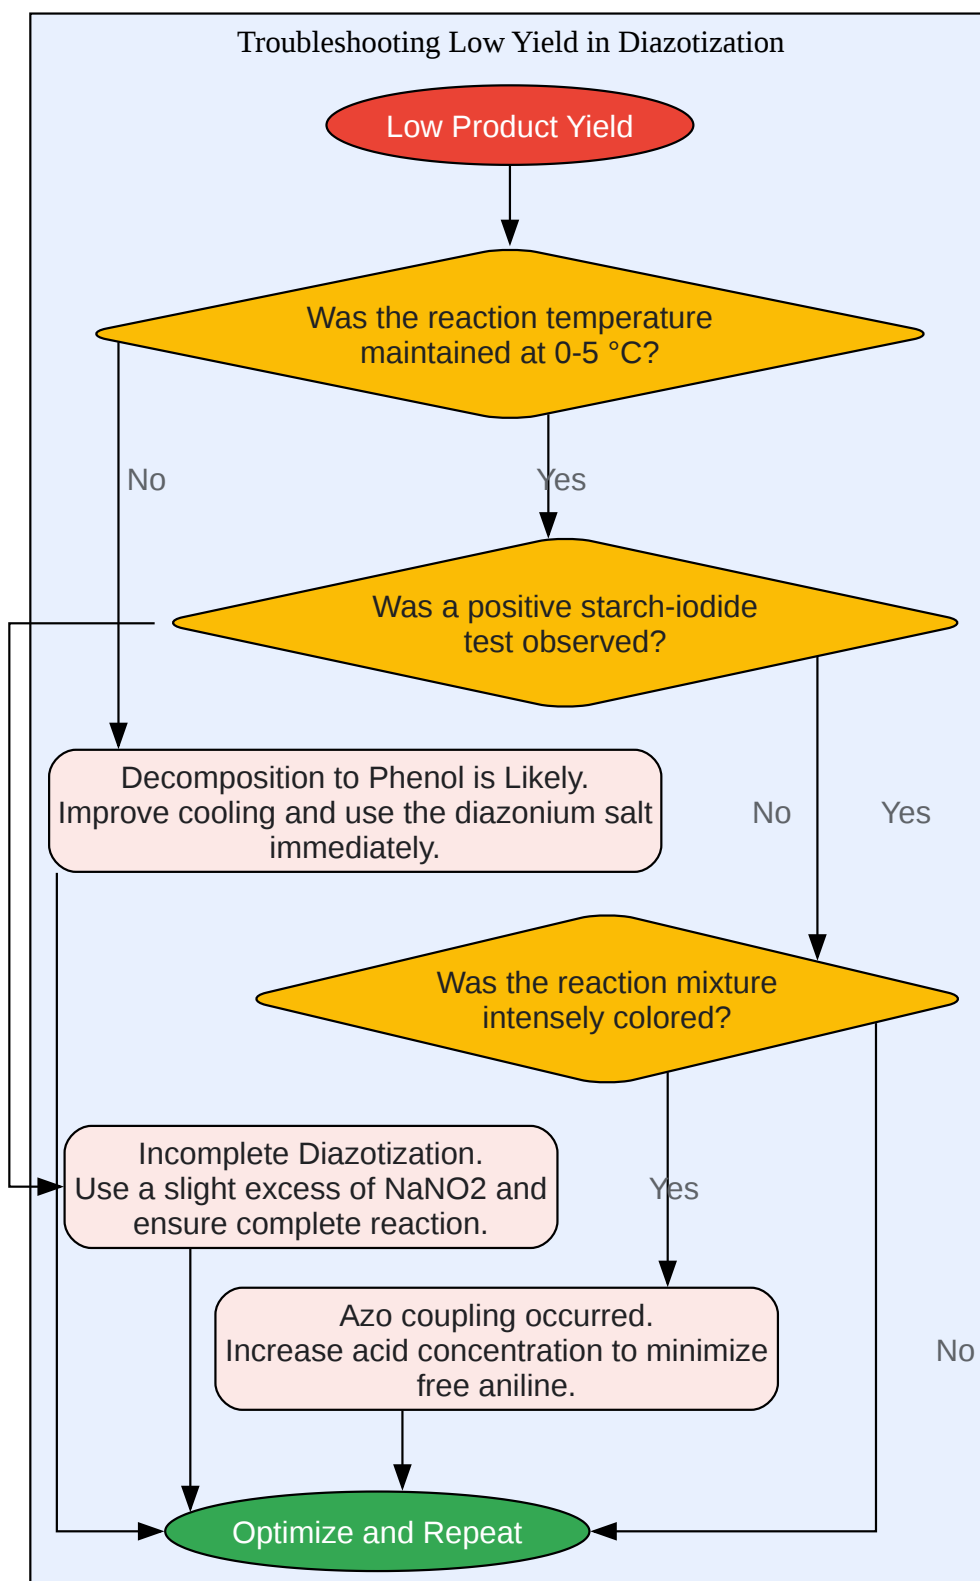 Troubleshooting Low Yield in Diazotization
Low Product Yield
Was the reaction temperature
maintained at 0-5 °C?
No
Yes
Was a positive starch-iodide
test observed?
Decomposition to Phenol is Likely.
Improve cooling and use the diazonium salt
immediately.
No
Yes
Was the reaction mixture
intensely colored?
Incomplete Diazotization.
Use a slight excess of NaNO2 and
ensure complete reaction.
Yes
Azo coupling occurred.
Increase acid concentration to minimize
free aniline.
No
Optimize and Repeat